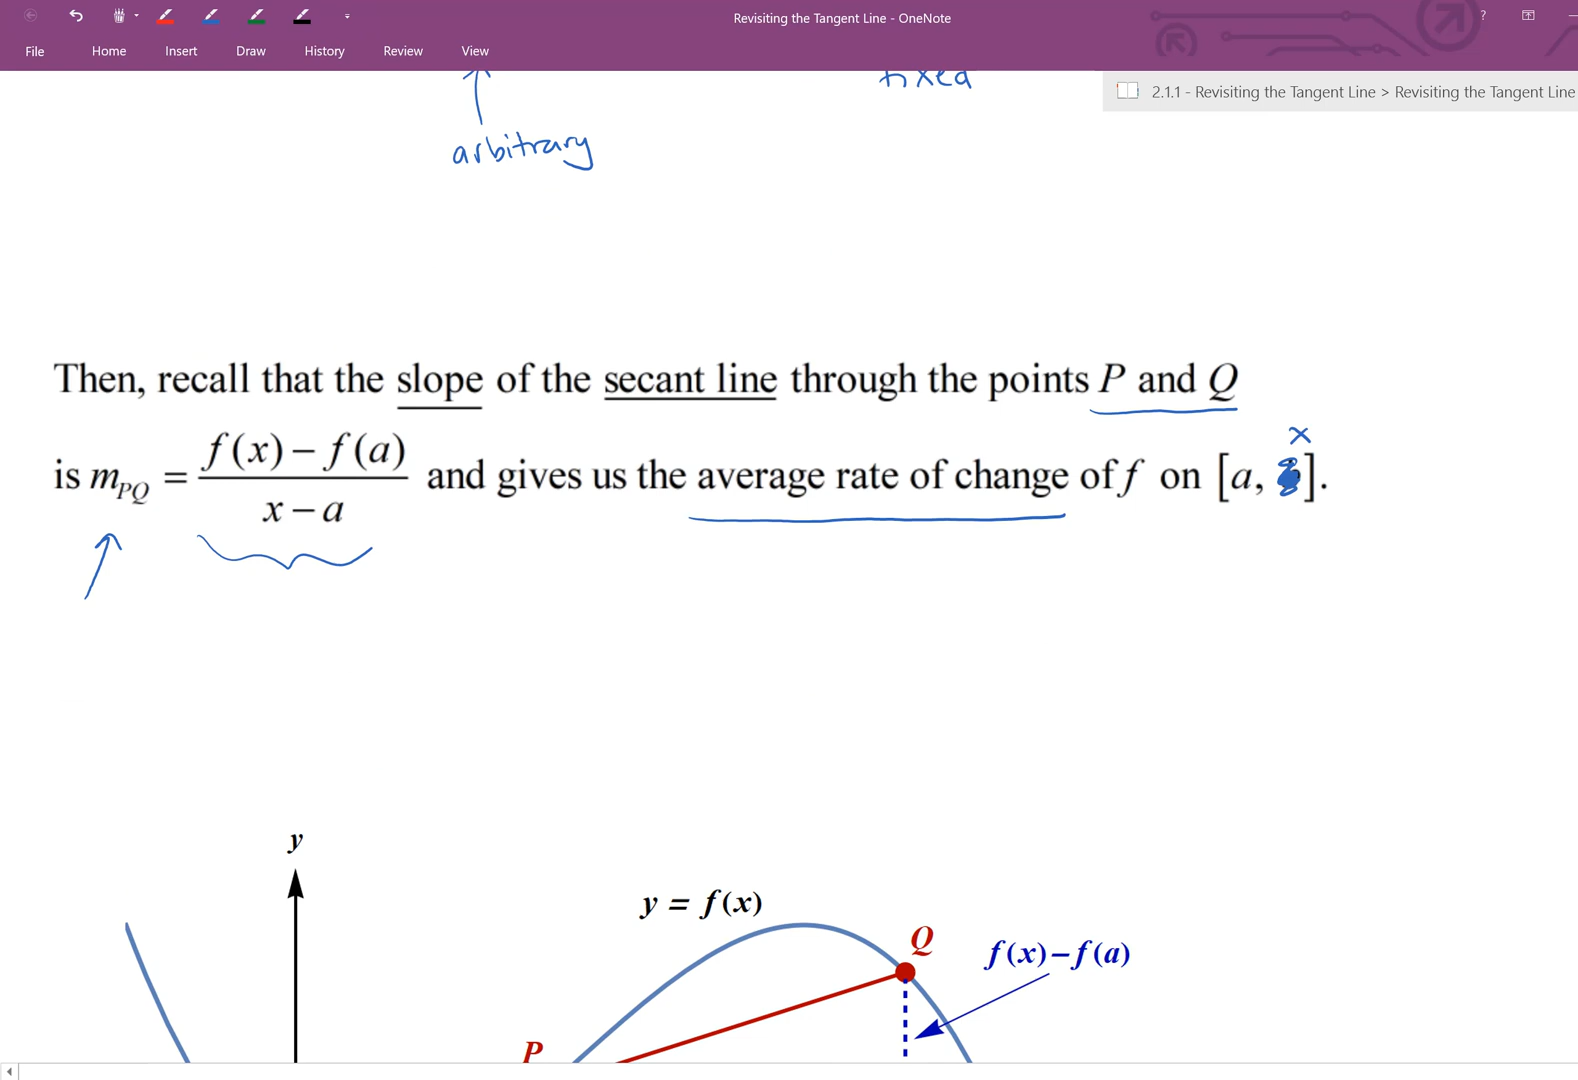 Revisiting the Tangent Line - OneNote
?
File Home Insert Draw History Review View
fixed
2.1.1 - Revisiting the Tangent Line > Revisiting the Tangent Line
arbitrary
Then, recall that the slope of the secant line through the points P and Q
x
is m_PQ = (f(x) − f(a))/(x − a) and gives us the average rate of change of f on [a, ].
y
y = f(x)
Q
f(x) − f(a)
P